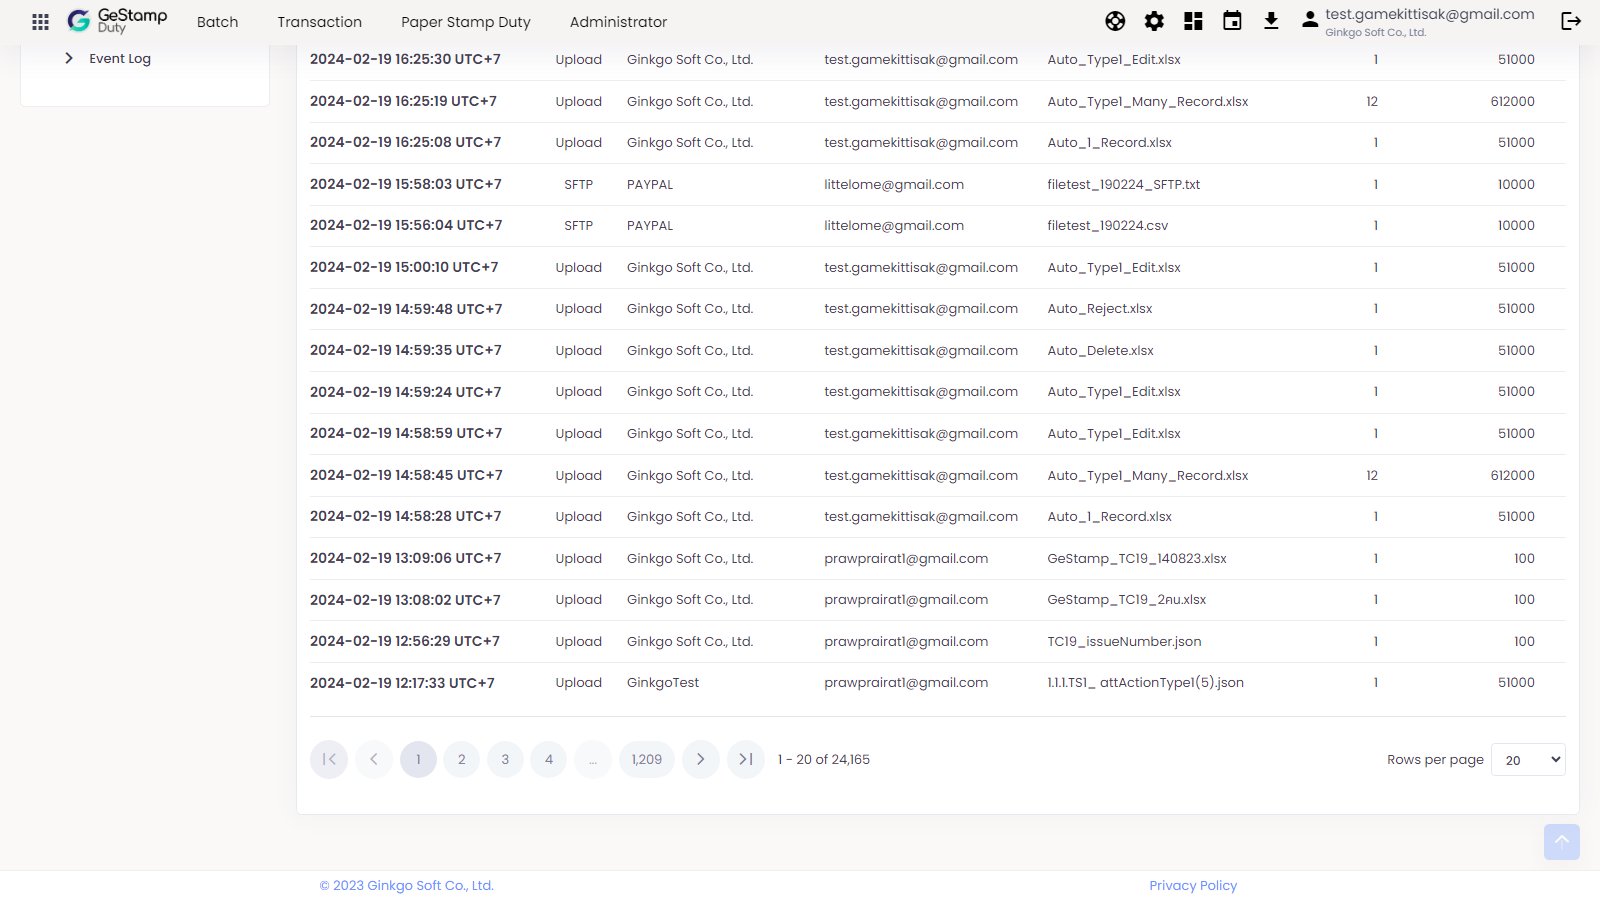 GeStamp
Duty
Batch
Transaction
Paper Stamp Duty
Administrator
test.gamekittisak@gmail.com
Ginkgo Soft Co., Ltd.
Event Log
2024-02-19 16:25:30 UTC+7 Upload Ginkgo Soft Co., Ltd. test.gamekittisak@gmail.com Auto_Type1_Edit.xlsx 1 51000
2024-02-19 16:25:19 UTC+7 Upload Ginkgo Soft Co., Ltd. test.gamekittisak@gmail.com Auto_Type1_Many_Record.xlsx 12 612000
2024-02-19 16:25:08 UTC+7 Upload Ginkgo Soft Co., Ltd. test.gamekittisak@gmail.com Auto_1_Record.xlsx 1 51000
2024-02-19 15:58:03 UTC+7 SFTP PAYPAL littelome@gmail.com filetest_190224_SFTP.txt 1 10000
2024-02-19 15:56:04 UTC+7 SFTP PAYPAL littelome@gmail.com filetest_190224.csv 1 10000
2024-02-19 15:00:10 UTC+7 Upload Ginkgo Soft Co., Ltd. test.gamekittisak@gmail.com Auto_Type1_Edit.xlsx 1 51000
2024-02-19 14:59:48 UTC+7 Upload Ginkgo Soft Co., Ltd. test.gamekittisak@gmail.com Auto_Reject.xlsx 1 51000
2024-02-19 14:59:35 UTC+7 Upload Ginkgo Soft Co., Ltd. test.gamekittisak@gmail.com Auto_Delete.xlsx 1 51000
2024-02-19 14:59:24 UTC+7 Upload Ginkgo Soft Co., Ltd. test.gamekittisak@gmail.com Auto_Type1_Edit.xlsx 1 51000
2024-02-19 14:58:59 UTC+7 Upload Ginkgo Soft Co., Ltd. test.gamekittisak@gmail.com Auto_Type1_Edit.xlsx 1 51000
2024-02-19 14:58:45 UTC+7 Upload Ginkgo Soft Co., Ltd. test.gamekittisak@gmail.com Auto_Type1_Many_Record.xlsx 12 612000
2024-02-19 14:58:28 UTC+7 Upload Ginkgo Soft Co., Ltd. test.gamekittisak@gmail.com Auto_1_Record.xlsx 1 51000
2024-02-19 13:09:06 UTC+7 Upload Ginkgo Soft Co., Ltd. prawprairat1@gmail.com GeStamp_TC19_140823.xlsx 1 100
2024-02-19 13:08:02 UTC+7 Upload Ginkgo Soft Co., Ltd. prawprairat1@gmail.com GeStamp_TC19_2คน.xlsx 1 100
2024-02-19 12:56:29 UTC+7 Upload Ginkgo Soft Co., Ltd. prawprairat1@gmail.com TC19_issueNumber.json 1 100
2024-02-19 12:17:33 UTC+7 Upload GinkgoTest prawprairat1@gmail.com 1.1.1.TS1_ attActionType1(5).json 1 51000
1 2 3 4 ... 1,209 1 - 20 of 24,165 Rows per page 20
© 2023 Ginkgo Soft Co., Ltd.
Privacy Policy